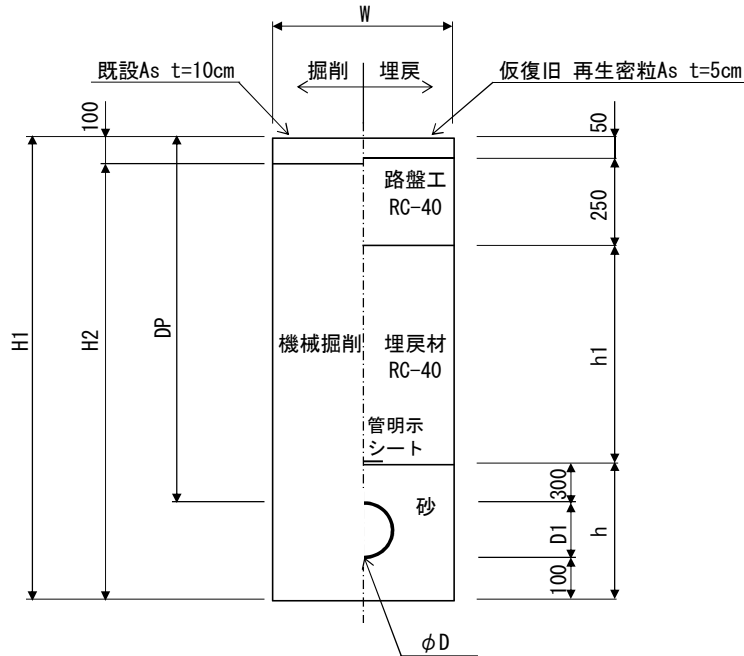 W
既設As t=10cm
掘削 埋戻
仮復旧 再生密粒As t=5cm
100
50
路盤工
RC-40
250
H1
H2
DP
機械掘削
埋戻材
RC-40
h1
管明示
シート
砂
300
D1
100
h
φD